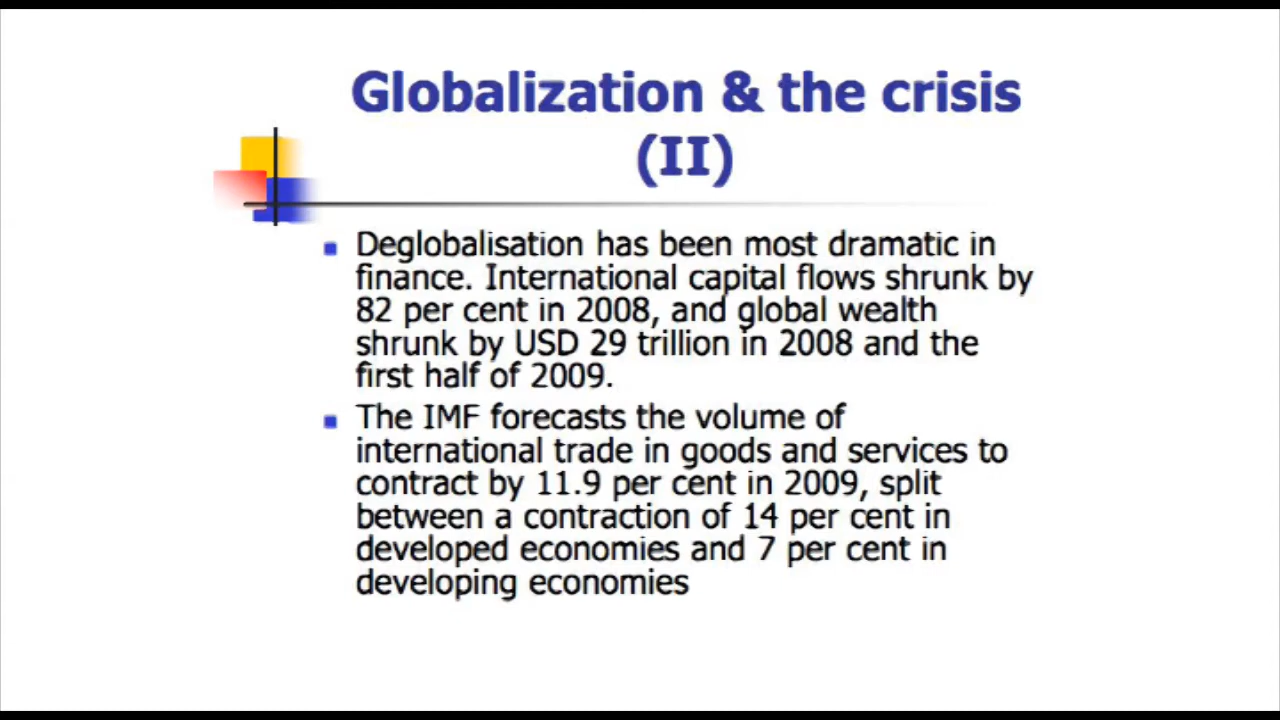 Globalization & the crisis
(II)
Deglobalisation has been most dramatic in
finance. International capital flows shrunk by
82 per cent in 2008, and global wealth
shrunk by USD 29 trillion in 2008 and the
first half of 2009.
The IMF forecasts the volume of
international trade in goods and services to
contract by 11.9 per cent in 2009, split
between a contraction of 14 per cent in
developed economies and 7 per cent in
developing economies